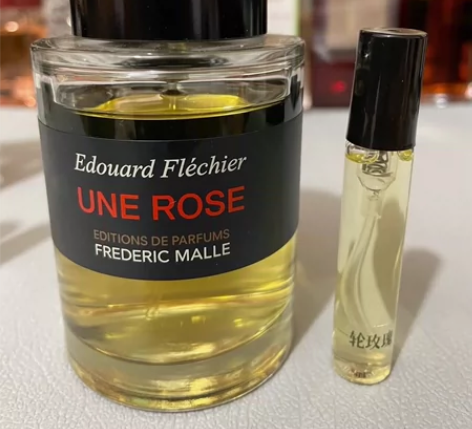 Edouard Fléchier
UNE ROSE
EDITIONS DE PARFUMS
FREDERIC MALLE
轮玫瑰